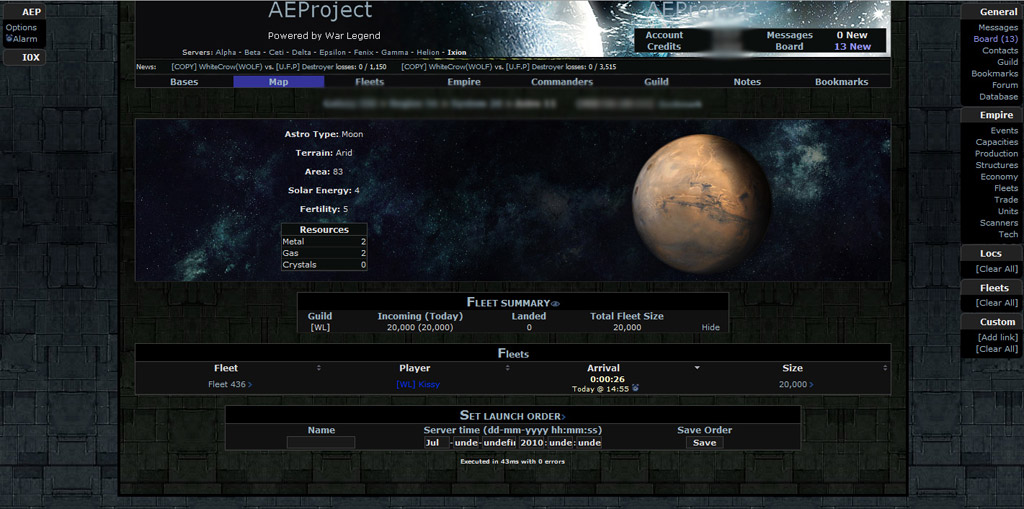 AEP
Options
Alarm
IOX
AEProject
AEProject
Powered by War Legend
Servers: Alpha - Beta - Ceti - Delta - Epsilon - Fenix - Gamma - Helion - Ixion
Account
Messages
0 New
Credits
Board
13 New
News: [COPY] WhiteCrow(WOLF) vs. [U.F.P] Destroyer losses: 0 / 1,150 [COPY] WhiteCrow(WOLF) vs. [U.F.P] Destroyer losses: 0 / 3,515
Bases Map Fleets Empire Commanders Guild Notes Bookmarks
Astro Type: Moon
Terrain: Arid
Area: 83
Solar Energy: 4
Fertility: 5
Resources
Metal 2
Gas 2
Crystals 0
FLEET SUMMARY
Guild Incoming (Today) Landed Total Fleet Size
[WL] 20,000 (20,000) 0 20,000 Hide
Fleets
Fleet Player Arrival Size
Fleet 436 > [WL] Kissy 0:00:26 20,000 >
Today @ 14:55
SET LAUNCH ORDER>
Name Server time (dd-mm-yyyy hh:mm:ss) Save Order
Jul - unde - undefin 2010: unde: unde Save
Executed in 43ms with 0 errors
General
Messages
Board (13)
Contacts
Guild
Bookmarks
Forum
Database
Empire
Events
Capacities
Production
Structures
Economy
Fleets
Trade
Units
Scanners
Tech
Locs
[Clear All]
Fleets
[Clear All]
Custom
[Add link]
[Clear All]